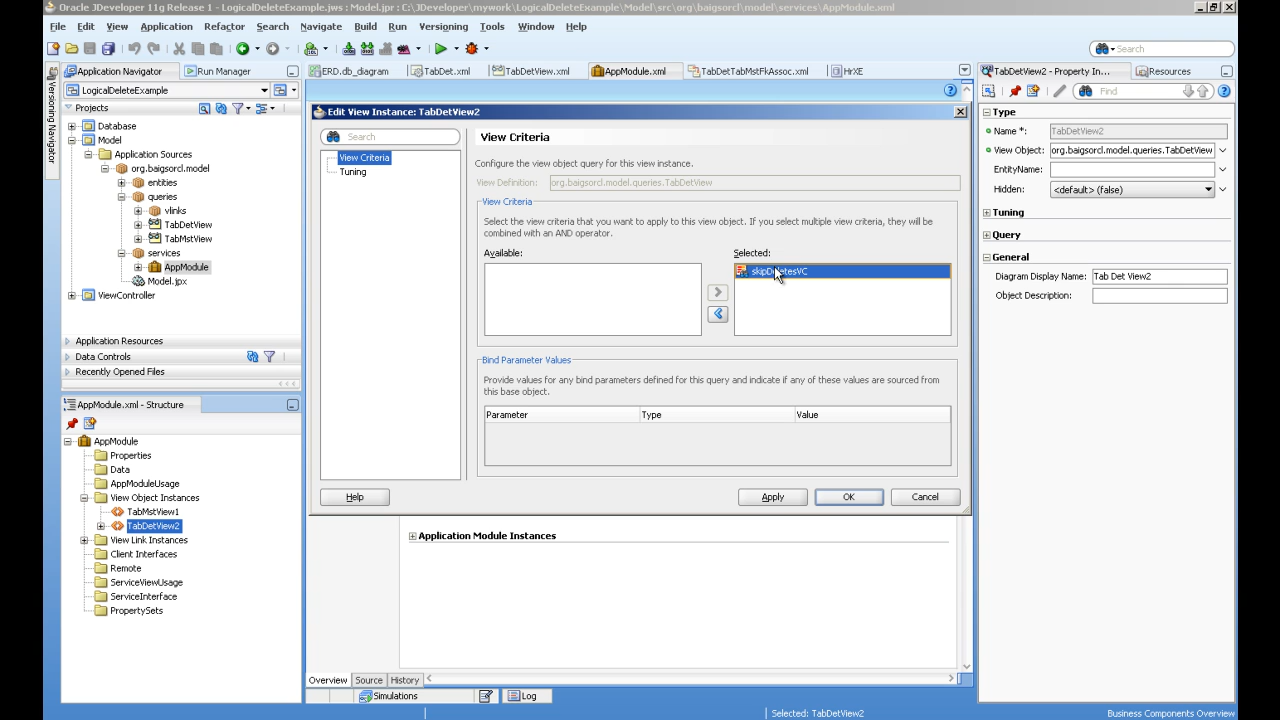 Oracle JDeveloper 11g Release 1 - LogicalDeleteExample.jws : Model.jpr : C:\JDeveloper\mywork\LogicalDeleteExample\Model\src\org\baigsorcl\model\services\AppModule.xml
File Edit View Application Refactor Search Navigate Build Run Versioning Tools Window Help
Search
Versioning Navigator
Application Navigator
Run Manager
LogicalDeleteExample
Projects
Database
Model
Application Sources
org.baigsorcl.model
entities
queries
vlinks
TabDetView
TabMstView
services
AppModule
Model.jpx
ViewController
Application Resources
Data Controls
Recently Opened Files
AppModule.xml - Structure
AppModule
Properties
Data
AppModuleUsage
View Object Instances
TabMstView1
TabDetView2
View Link Instances
Client Interfaces
Remote
ServiceViewUsage
ServiceInterface
PropertySets
ERD.db_diagram
TabDet.xml
TabDetView.xml
AppModule.xml
TabDetTabMstFkAssoc.xml
HrXE
Edit View Instance: TabDetView2
Search
View Criteria
Tuning
View Criteria
Configure the view object query for this view instance.
View Definition: org.baigsorcl.model.queries.TabDetView
View Criteria
Select the view criteria that you want to apply to this view object. If you select multiple view criteria, they will be
combined with an AND operator.
Available:
Selected:
Bind Parameter Values
Provide values for any bind parameters defined for this query and indicate if any of these values are sourced from
this base object.
Parameter Type Value
Help Apply OK Cancel
Application Module Instances
Overview Source History
Simulations
Log
TabDetView2 - Property In...
Resources
Find
Type
Name *: TabDetView2
View Object: org.baigsorcl.model.queries.TabDetView
EntityName:
Hidden: <default> (false)
Tuning
Query
General
Diagram Display Name: Tab Det View2
Object Description:
Selected: TabDetView2
Business Components Overview